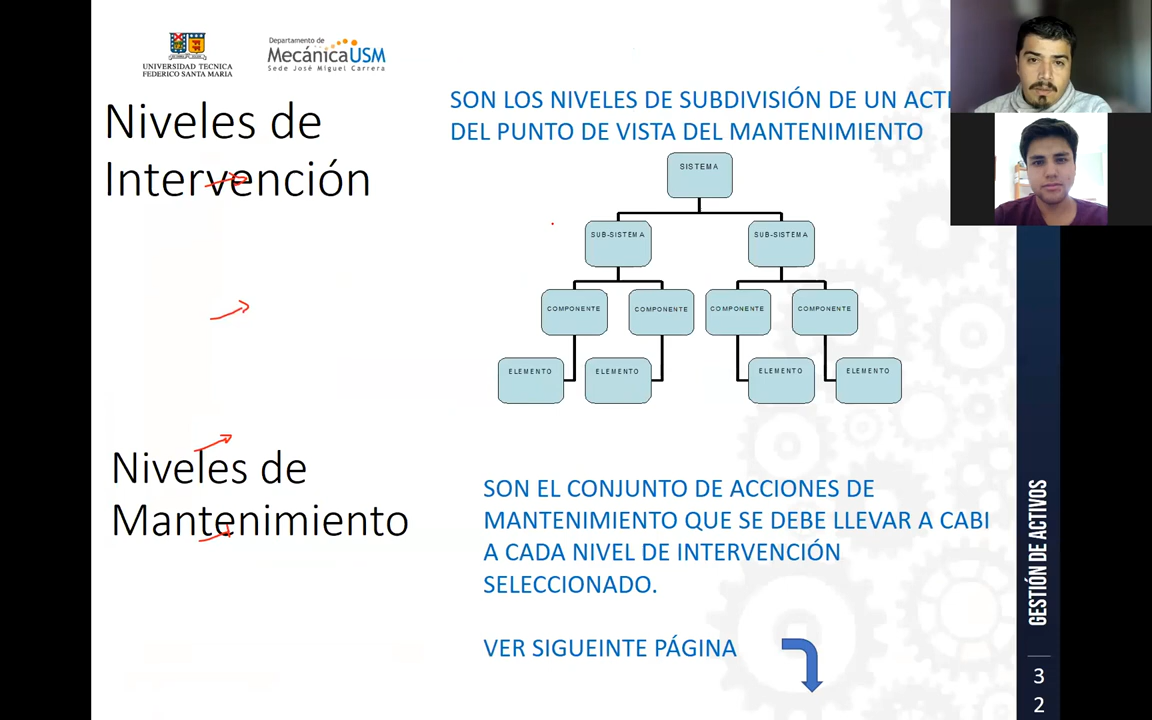 UNIVERSIDAD TECNICA
FEDERICO SANTA MARIA
Departamento de
MecánicaUSM
Sede José Miguel Carrera
Niveles de
Intervención
SON LOS NIVELES DE SUBDIVISIÓN DE UN
DEL PUNTO DE VISTA DEL MANTENIMIENTO
SISTEMA
SUB-SISTEMA
SUB-SISTEMA
COMPONENTE
COMPONENTE
COMPONENTE
COMPONENTE
ELEMENTO
ELEMENTO
ELEMENTO
ELEMENTO
Niveles de
Mantenimiento
SON EL CONJUNTO DE ACCIONES DE
MANTENIMIENTO QUE SE DEBE LLEVAR A CABI
A CADA NIVEL DE INTERVENCIÓN
SELECCIONADO.
VER SIGUEINTE PÁGINA
GESTIÓN DE ACTIVOS
3
2